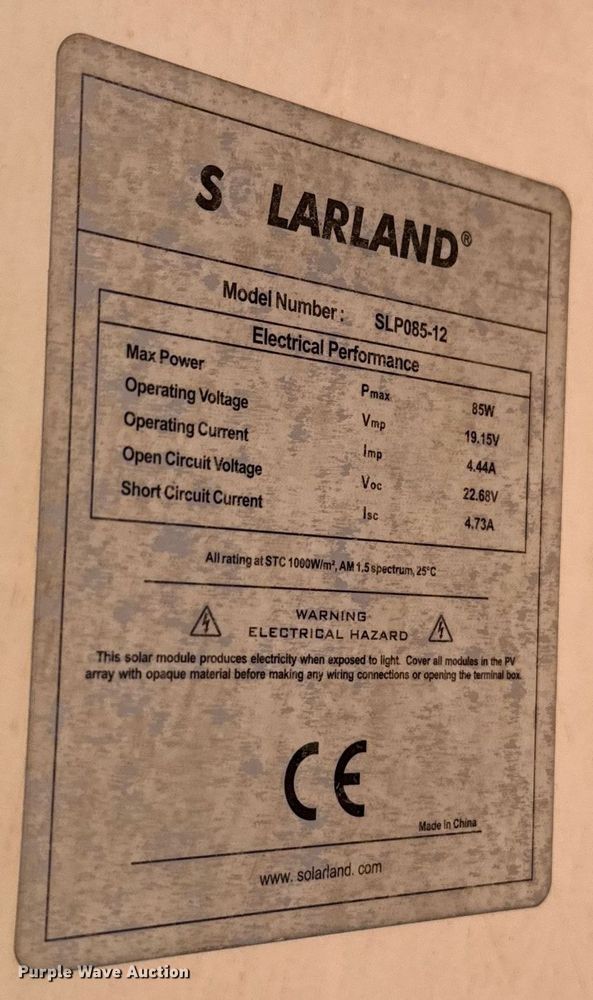 SOLARLAND®
Model Number: SLP085-12
Electrical Performance
Max Power Pmax 85W
Operating Voltage Vmp 19.15V
Operating Current Imp 4.44A
Open Circuit Voltage Voc 22.68V
Short Circuit Current Isc 4.73A
All rating at STC 1000W/m², AM 1.5 spectrum, 25°C
WARNING
ELECTRICAL HAZARD
This solar module produces electricity when exposed to light. Cover all modules in the PV
array with opaque material before making any wiring connections or opening the terminal box.
CE
Made In China
www. solarland. com
Purple Wave Auction